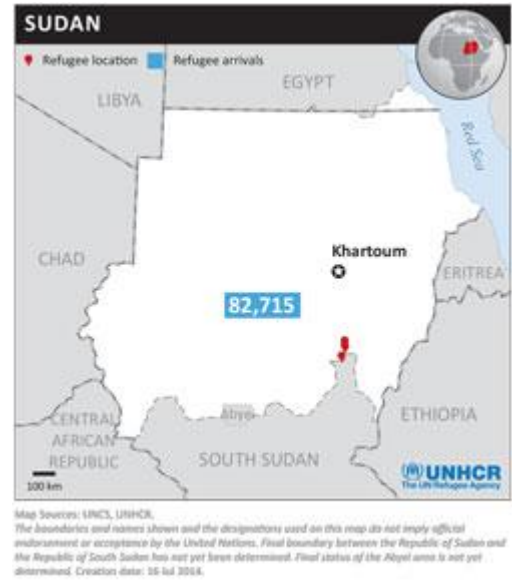 SUDAN
Refugee location
Refugee arrivals
EGYPT
LIBYA
Red Sea
Khartoum
CHAD
ERITREA
82,715
Abyei
ETHIOPIA
CENTRAL
AFRICAN
REPUBLIC
SOUTH SUDAN
100 km
UNHCR
The UN Refugee Agency
Map Sources: UNCS, UNHCR.
The boundaries and names shown and the designations used on this map do not imply official
endorsement or acceptance by the United Nations. Final boundary between the Republic of Sudan and
the Republic of South Sudan has not yet been determined. Final status of the Abyei area is not yet
determined. Creation date: 16 Jul 2014.